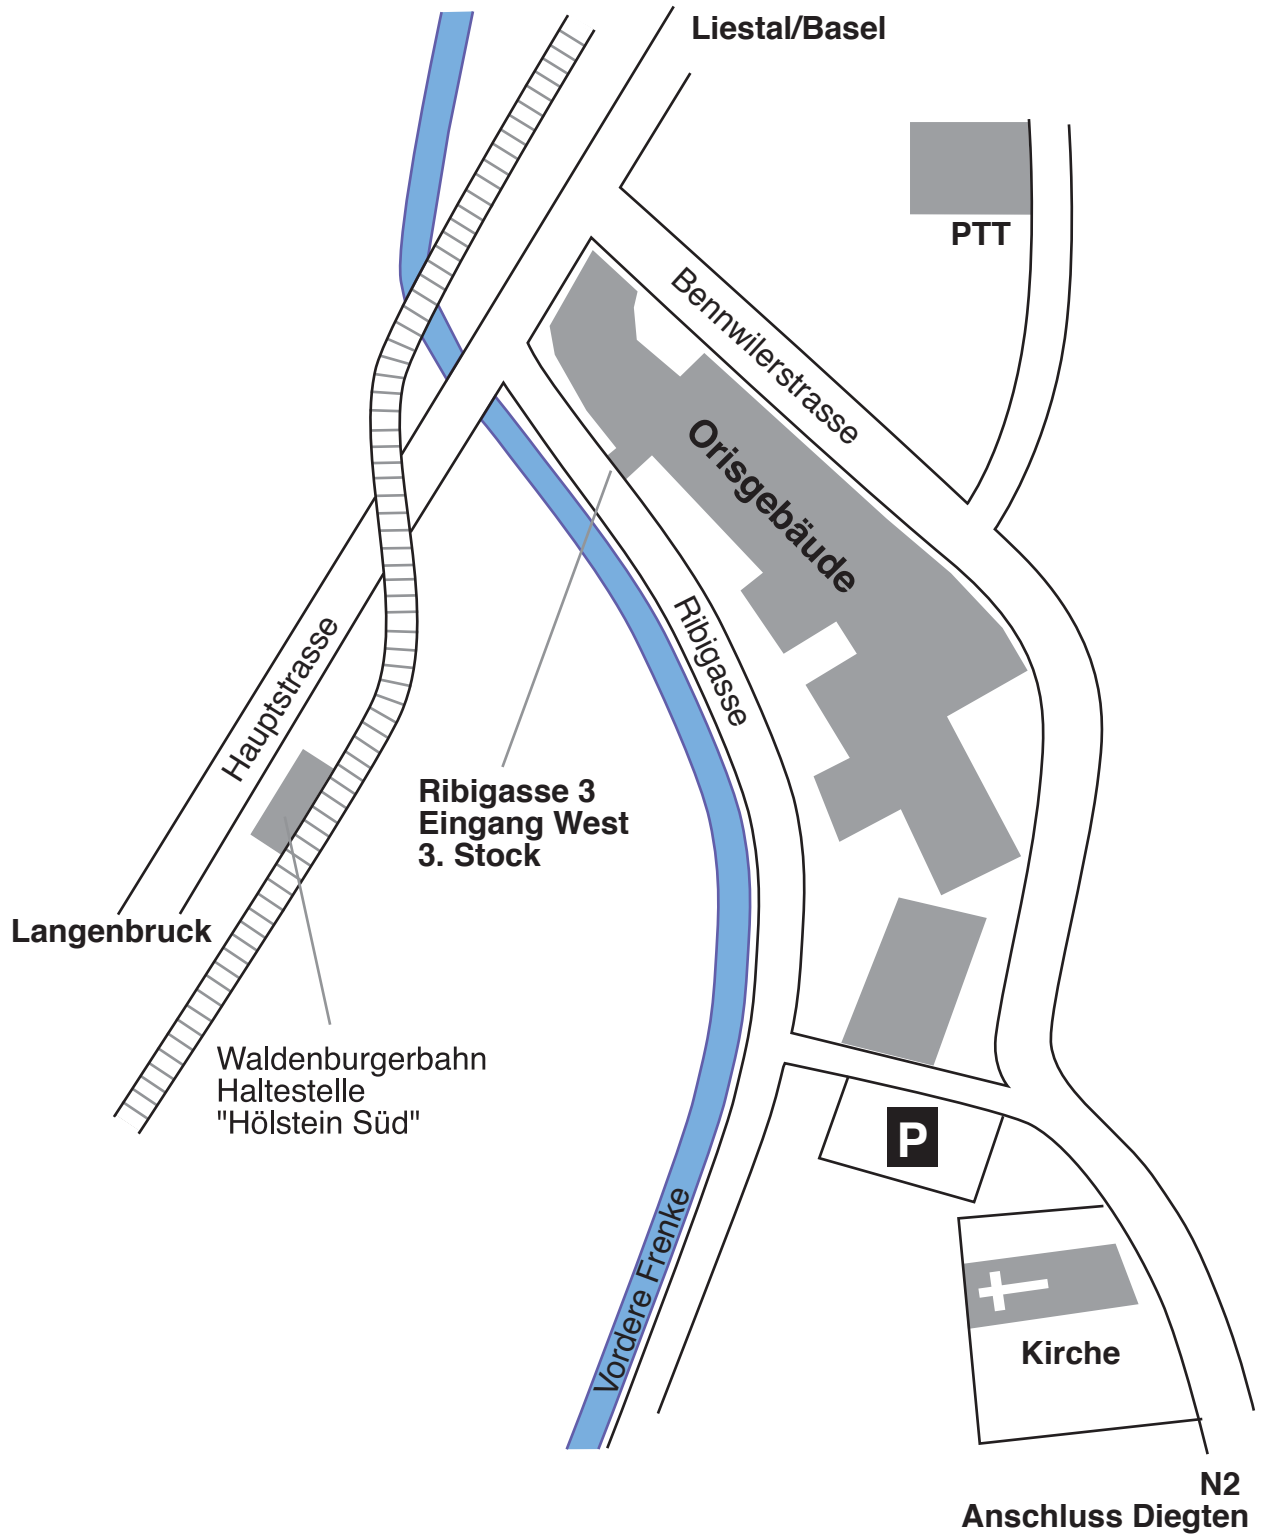 Liestal/Basel
PTT
Bennwilerstrasse
Orisgebäude
Ribigasse
Hauptstrasse
Ribigasse 3
Eingang West
3. Stock
Langenbruck
Waldenburgerbahn
Haltestelle
"Hölstein Süd"
P
Vordere Frenke
Kirche
N2
Anschluss Diegten